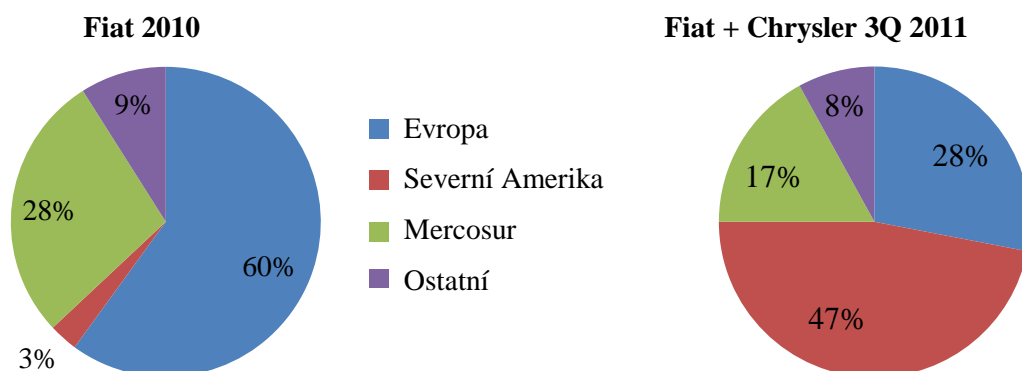 Fiat 2010
9%
28%
60%
3%
Evropa
Severní Amerika
Mercosur
Ostatní
Fiat + Chrysler 3Q 2011
8%
28%
17%
47%